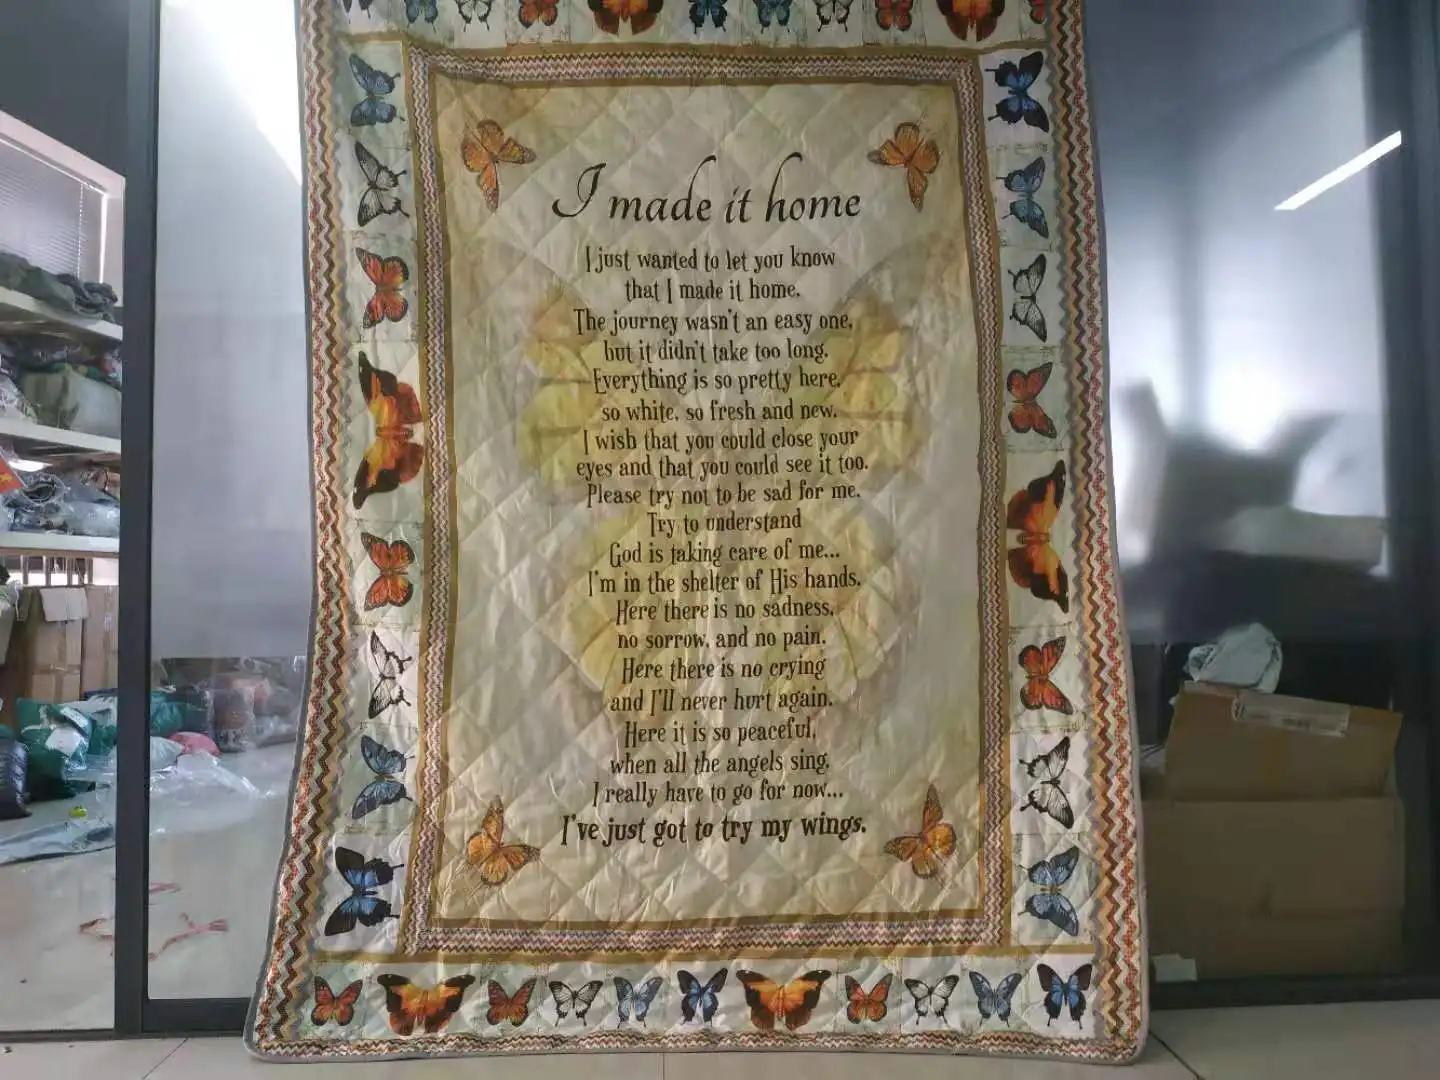 I made it home
I just wanted to let you know
that I made it home.
The journey wasn't an easy one,
but it didn't take too long.
Everything is so pretty here,
so white, so fresh and new.
I wish that you could close your
eyes and that you could see it too.
Please try not to be sad for me.
Try to understand
God is taking care of me...
I'm in the shelter of His hands.
Here there is no sadness,
no sorrow, and no pain.
Here there is no crying
and I'll never hurt again.
Here it is so peaceful,
when all the angels sing.
I really have to go for now...
I've just got to try my wings.